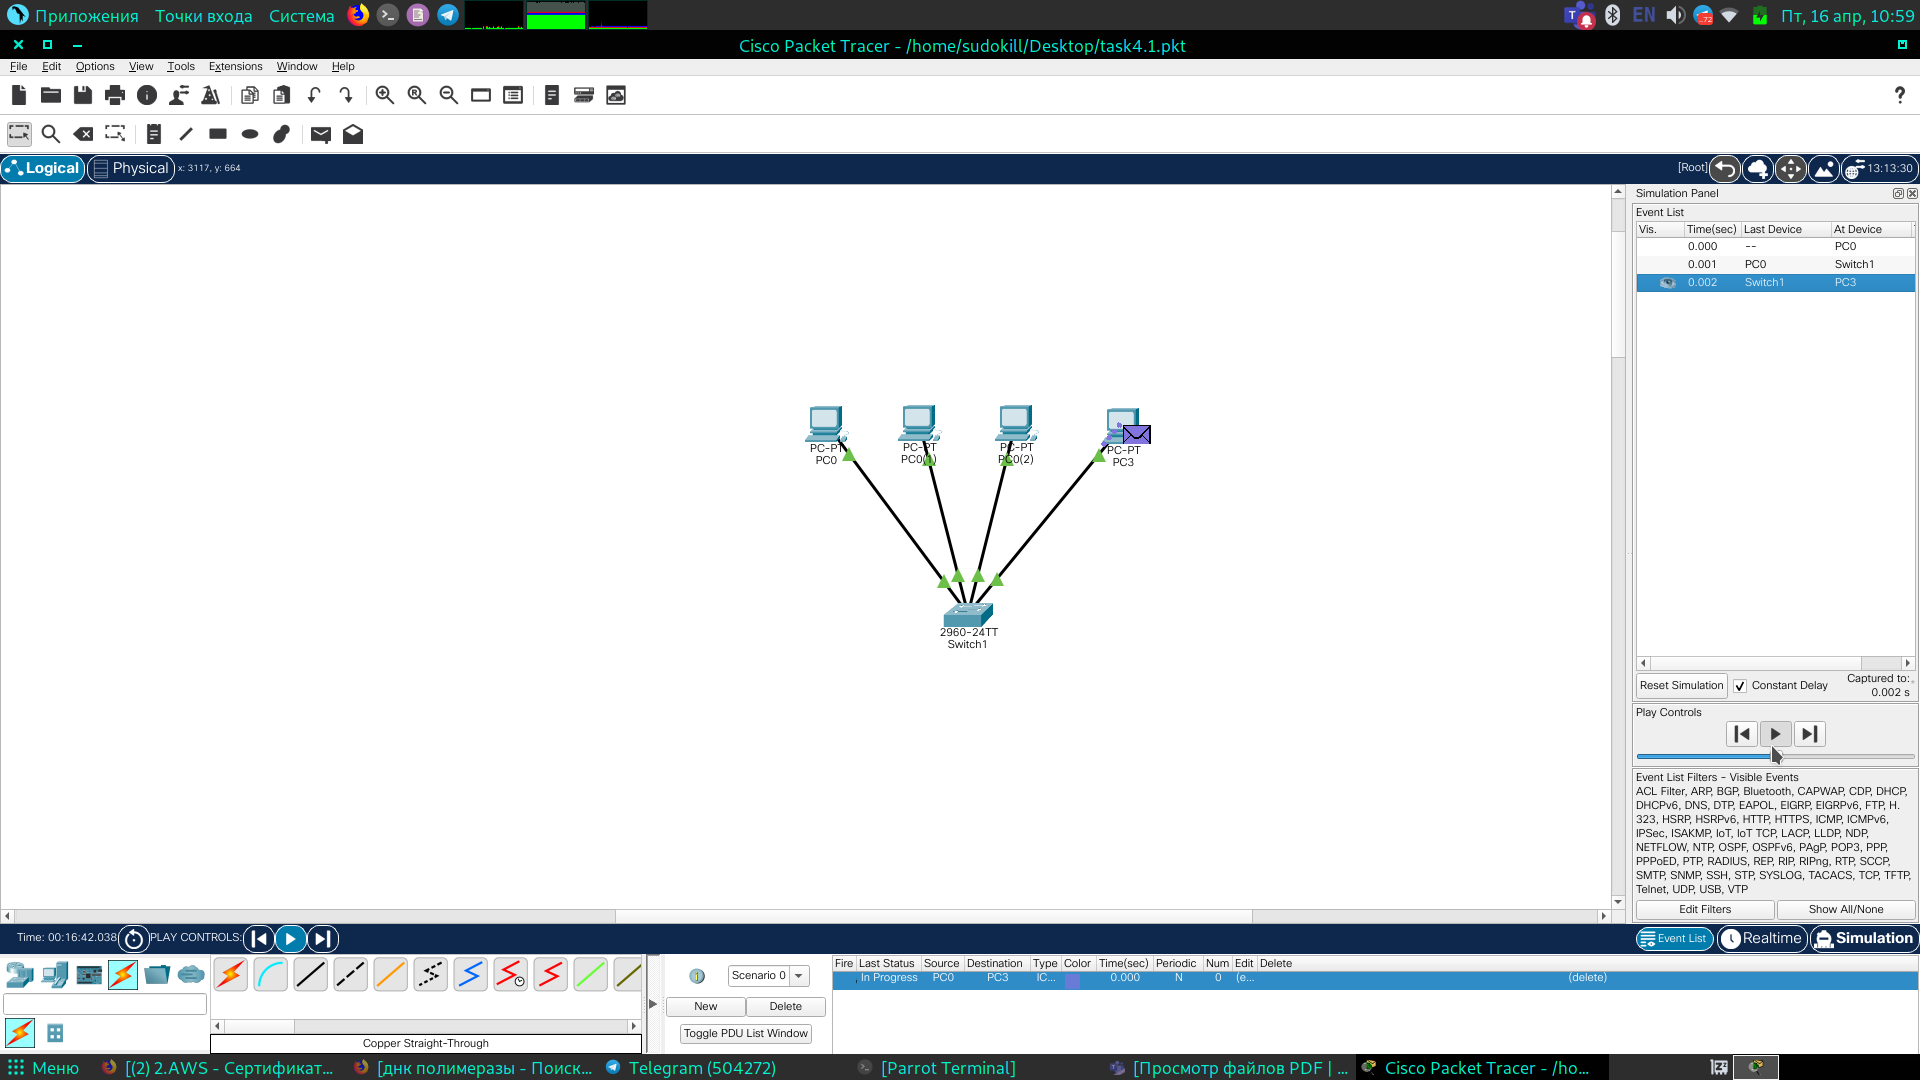 Приложения Точки входа Система EN 72 Пт, 16 апр, 10:59
Cisco Packet Tracer - /home/sudokill/Desktop/task4.1.pkt
File Edit Options View Tools Extensions Window Help
Logical Physical x: 3117, y: 664 [Root] 13:13:30
Simulation Panel
Event List
Vis. Time(sec) Last Device At Device
0.000 -- PC0
0.001 PC0 Switch1
0.002 Switch1 PC3
PC-PT
PC0
PC-PT
PC0(1)
PC-PT
PC0(2)
PC-PT
PC3
2960-24TT
Switch1
Reset Simulation Constant Delay Captured to:
0.002 s
Play Controls
Event List Filters - Visible Events
ACL Filter, ARP, BGP, Bluetooth, CAPWAP, CDP, DHCP,
DHCPv6, DNS, DTP, EAPOL, EIGRP, EIGRPv6, FTP, H.
323, HSRP, HSRPv6, HTTP, HTTPS, ICMP, ICMPv6,
IPSec, ISAKMP, IoT, IoT TCP, LACP, LLDP, NDP,
NETFLOW, NTP, OSPF, OSPFv6, PAgP, POP3, PPP,
PPPoED, PTP, RADIUS, REP, RIP, RIPng, RTP, SCCP,
SMTP, SNMP, SSH, STP, SYSLOG, TACACS, TCP, TFTP,
Telnet, UDP, USB, VTP
Edit Filters Show All/None
Time: 00:16:42.038 PLAY CONTROLS: Event List Realtime Simulation
Scenario 0
New Delete
Toggle PDU List Window
Fire Last Status Source Destination Type Color Time(sec) Periodic Num Edit Delete
In Progress PC0 PC3 IC... 0.000 N 0 (e... (delete)
Copper Straight-Through
Меню [(2) 2.AWS - Сертификат... [днк полимеразы - Поиск... Telegram (504272) [Parrot Terminal] [Просмотр файлов PDF | ... Cisco Packet Tracer - /ho...